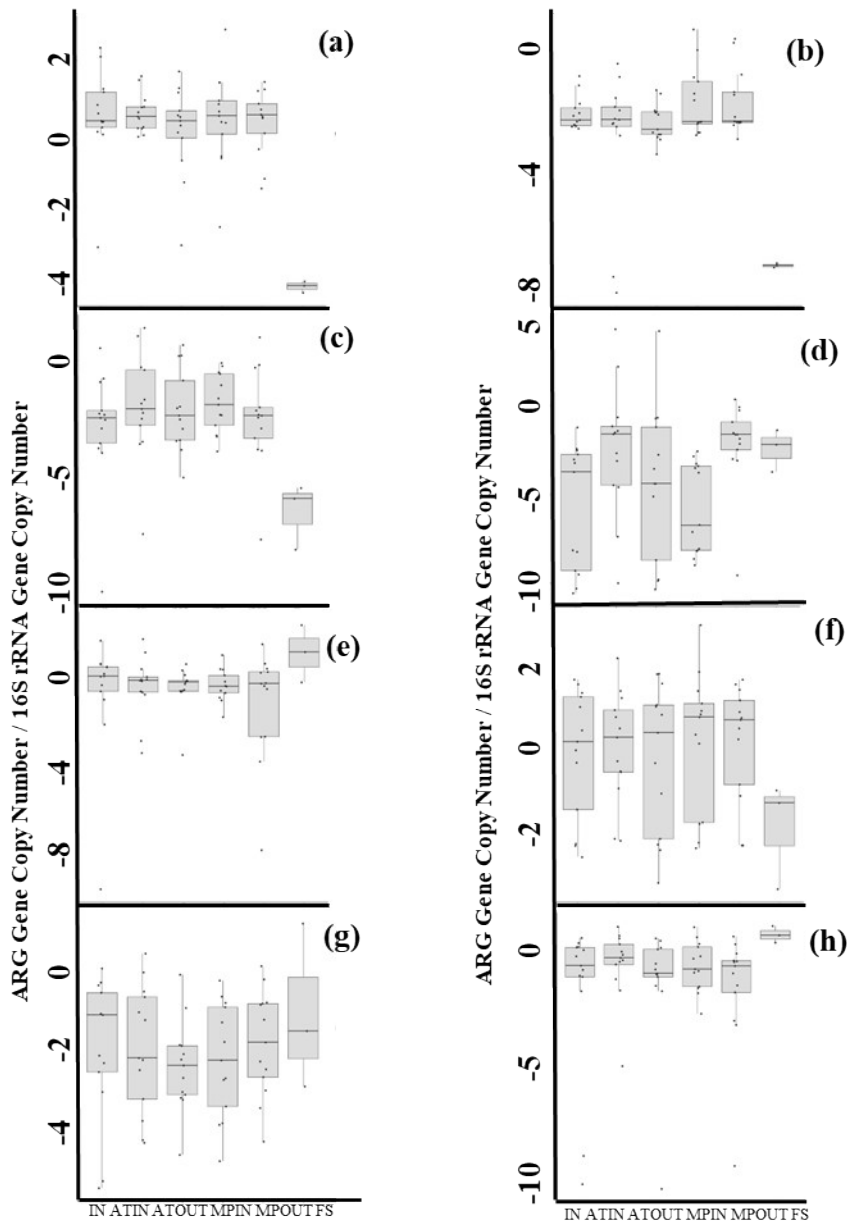 ARG Gene Copy Number / 16S rRNA Gene Copy Number
(a)
2
0
-2
-4
(c)
0
-5
-10
(e)
0
-4
-8
(g)
0
-2
-4
IN ATIN ATOUT MPIN MPOUT FS
ARG Gene Copy Number / 16S rRNA Gene Copy Number
(b)
0
-4
-8
(d)
5
0
-5
-10
(f)
2
0
-2
(h)
0
-5
-10
IN ATIN ATOUT MPIN MPOUT FS